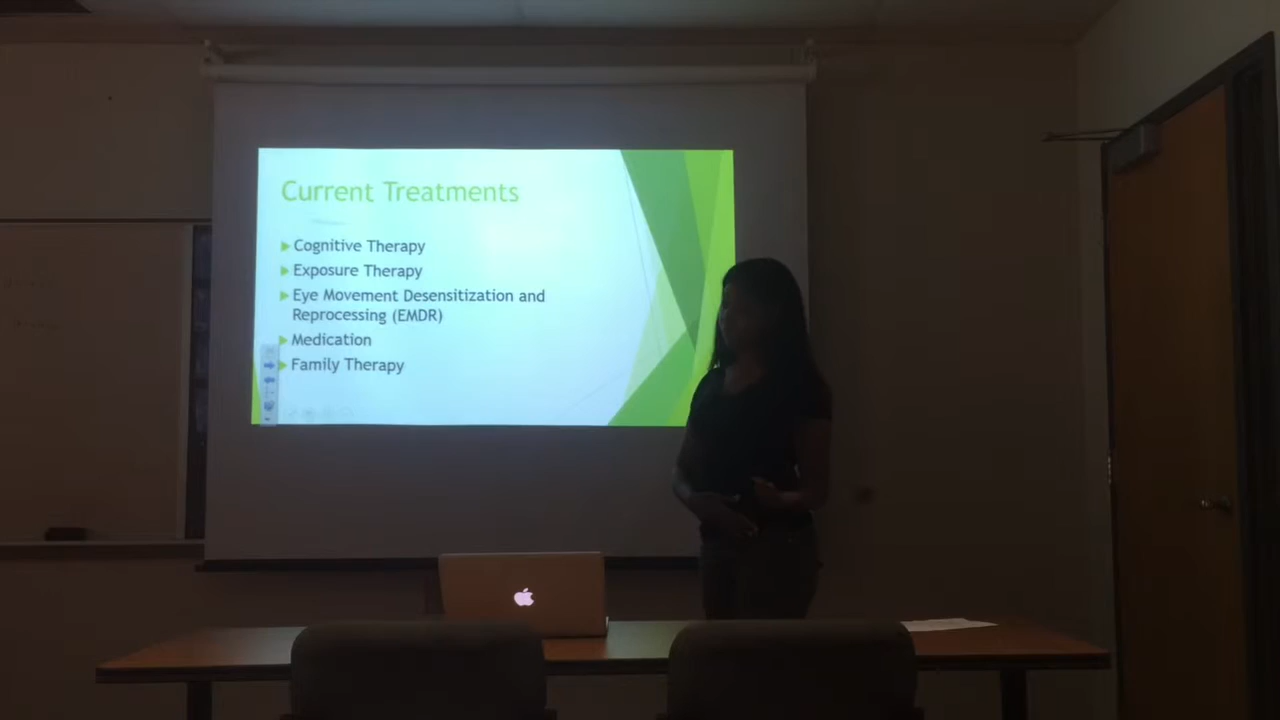 Current Treatments
Cognitive Therapy
Exposure Therapy
Eye Movement Desensitization and
Reprocessing (EMDR)
Medication
Family Therapy